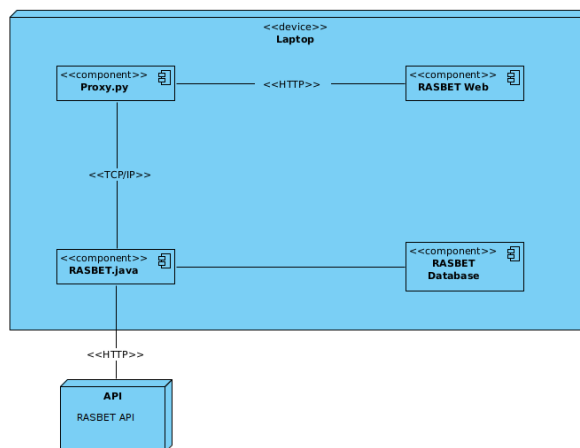 <<device>>
Laptop
<<component>>
Proxy.py
<<HTTP>>
<<component>>
RASBET Web
<<TCP/IP>>
<<component>>
RASBET.java
<<component>>
RASBET
Database
<<HTTP>>
API
RASBET API